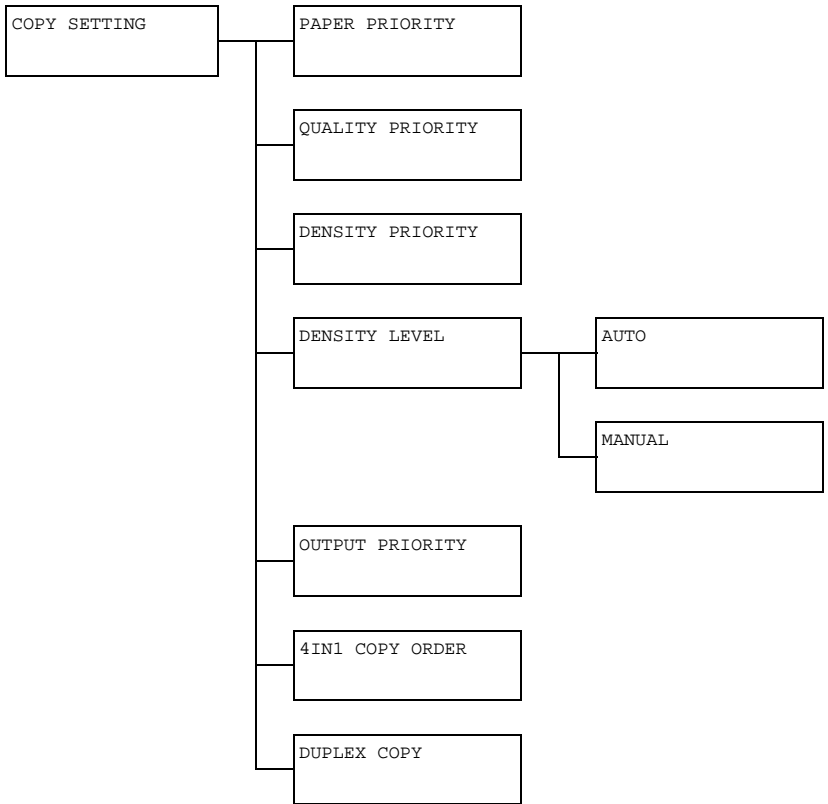 COPY SETTING
PAPER PRIORITY
QUALITY PRIORITY
DENSITY PRIORITY
DENSITY LEVEL
AUTO
MANUAL
OUTPUT PRIORITY
4IN1 COPY ORDER
DUPLEX COPY